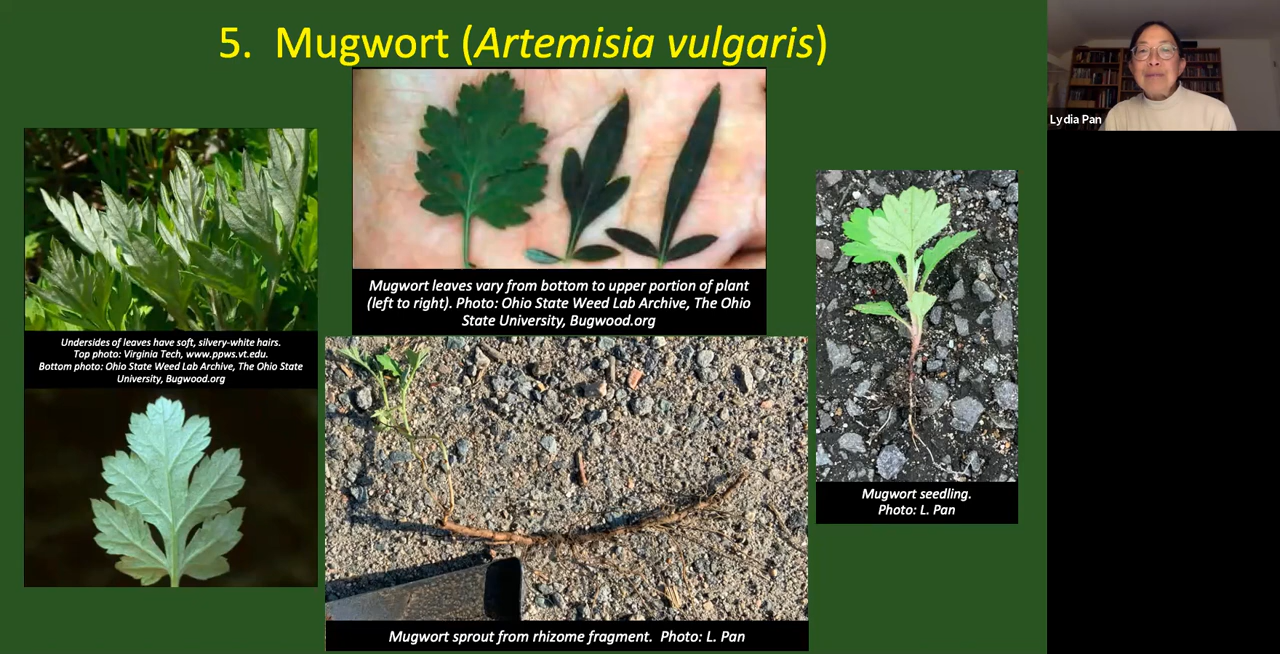 5. Mugwort (Artemisia vulgaris)
Lydia Pan
Undersides of leaves have soft, silvery-white hairs.
Top photo: Virginia Tech, www.ppws.vt.edu.
Bottom photo: Ohio State Weed Lab Archive, The Ohio State
University, Bugwood.org
Mugwort leaves vary from bottom to upper portion of plant
(left to right). Photo: Ohio State Weed Lab Archive, The Ohio
State University, Bugwood.org
Mugwort seedling.
Photo: L. Pan
Mugwort sprout from rhizome fragment. Photo: L. Pan